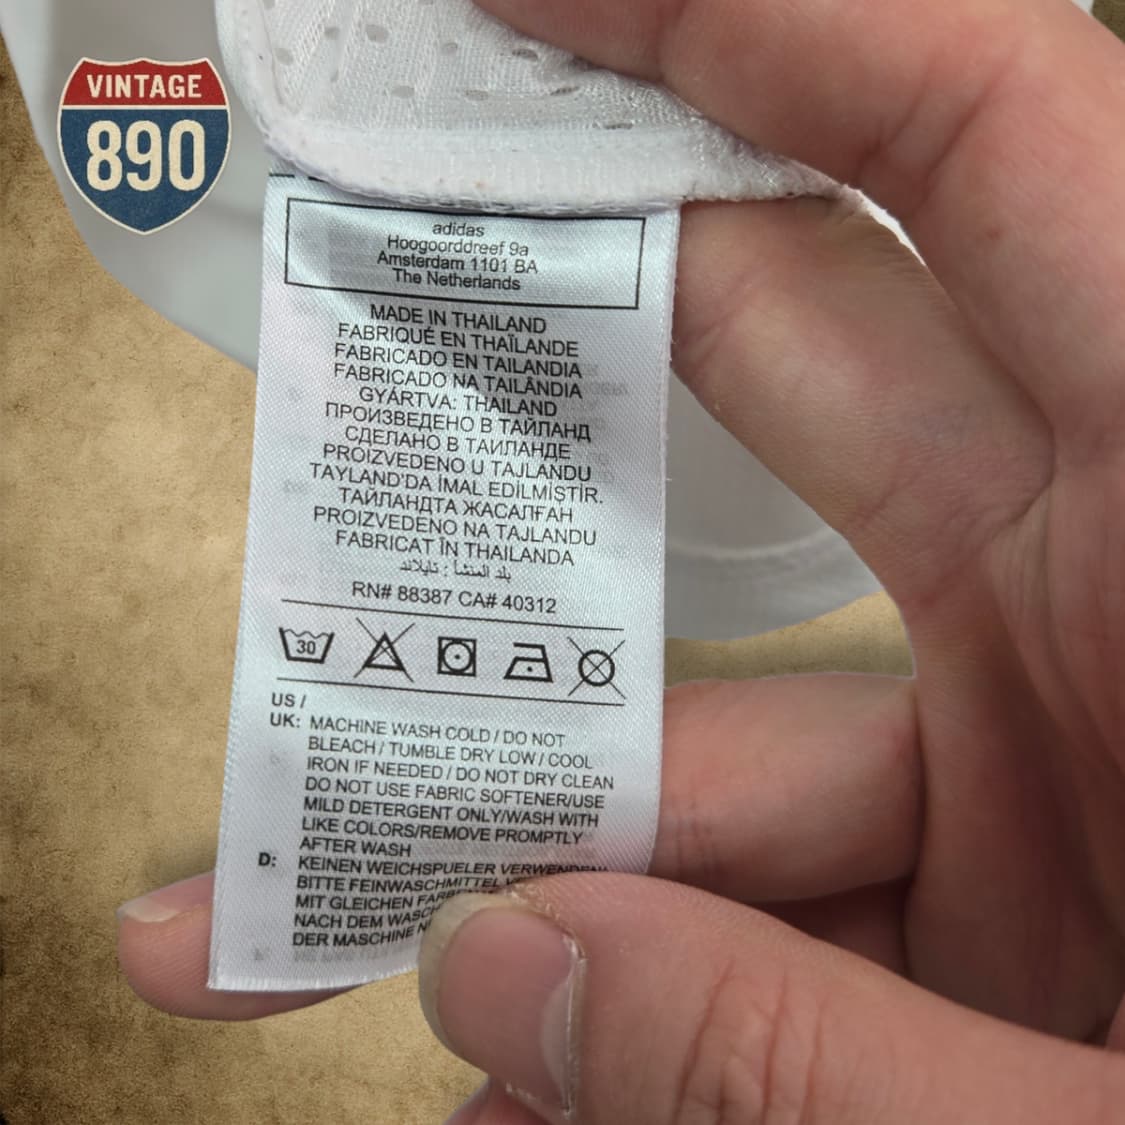 VINTAGE
890
adidas
Hoogoorddreef 9a
Amsterdam 1101 BA
The Netherlands
MADE IN THAILAND
FABRIQUÉ EN THAÏLANDE
FABRICADO EN TAILANDIA
FABRICADO NA TAILÂNDIA
GYÁRTVA: THAILAND
ПРОИЗВЕДЕНО В ТАЙЛАНД
СДЕЛАНО В ТАИЛАНДЕ
PROIZVEDENO U TAJLANDU
TAYLAND'DA İMAL EDİLMİŞTİR.
ТАЙЛАНДТА ЖАСАЛҒАН
PROIZVEDENO NA TAJLANDU
FABRICAT ÎN THAILANDA
بلد المنشأ : تايلاند
RN# 88387 CA# 40312
30
US /
UK: MACHINE WASH COLD / DO NOT
BLEACH / TUMBLE DRY LOW / COOL
IRON IF NEEDED / DO NOT DRY CLEAN
DO NOT USE FABRIC SOFTENER/USE
MILD DETERGENT ONLY/WASH WITH
LIKE COLORS/REMOVE PROMPTLY
AFTER WASH
D: KEINEN WEICHSPUELER VERWENDEN/
BITTE FEINWASCHMITTEL
MIT GLEICHEN
NACH DEM
DER MASCHINE